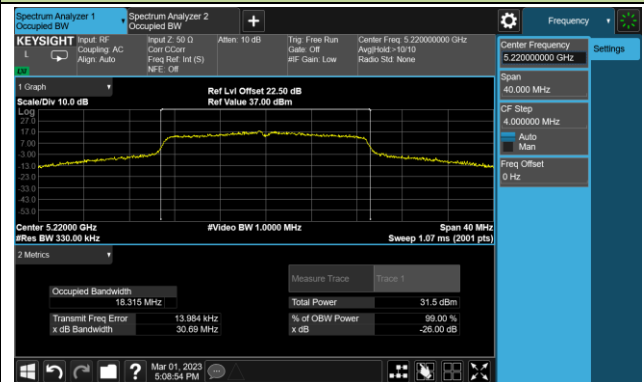 Spectrum Analyzer 1
Occupied BW
Spectrum Analyzer 2
Occupied BW
Frequency
KEYSIGHT
L
Input: RF
Coupling: AC
Align: Auto
Input Z: 50 Ω
Corr CCorr
Freq Ref: Int (S)
NFE: Off
Atten: 10 dB
Trig: Free Run
Gate: Off
#IF Gain: Low
Center Freq: 5.220000000 GHz
Avg|Hold:>10/10
Radio Std: None
Center Frequency
5.220000000 GHz
Settings
Span
40.000 MHz
CF Step
4.000000 MHz
Auto
Man
Freq Offset
0 Hz
1 Graph
Scale/Div 10.0 dB
Ref Lvl Offset 22.50 dB
Ref Value 37.00 dBm
Log
27.0
17.0
7.00
-3.00
-13.0
-23.0
-33.0
-43.0
-53.0
Center 5.22000 GHz
#Res BW 330.00 kHz
#Video BW 1.0000 MHz
Span 40 MHz
Sweep 1.07 ms (2001 pts)
2 Metrics
Measure Trace
Trace 1
Occupied Bandwidth
18.315 MHz
Total Power
31.5 dBm
Transmit Freq Error
13.984 kHz
% of OBW Power
99.00 %
x dB Bandwidth
30.69 MHz
x dB
-26.00 dB
?
Mar 01, 2023
5:08:54 PM